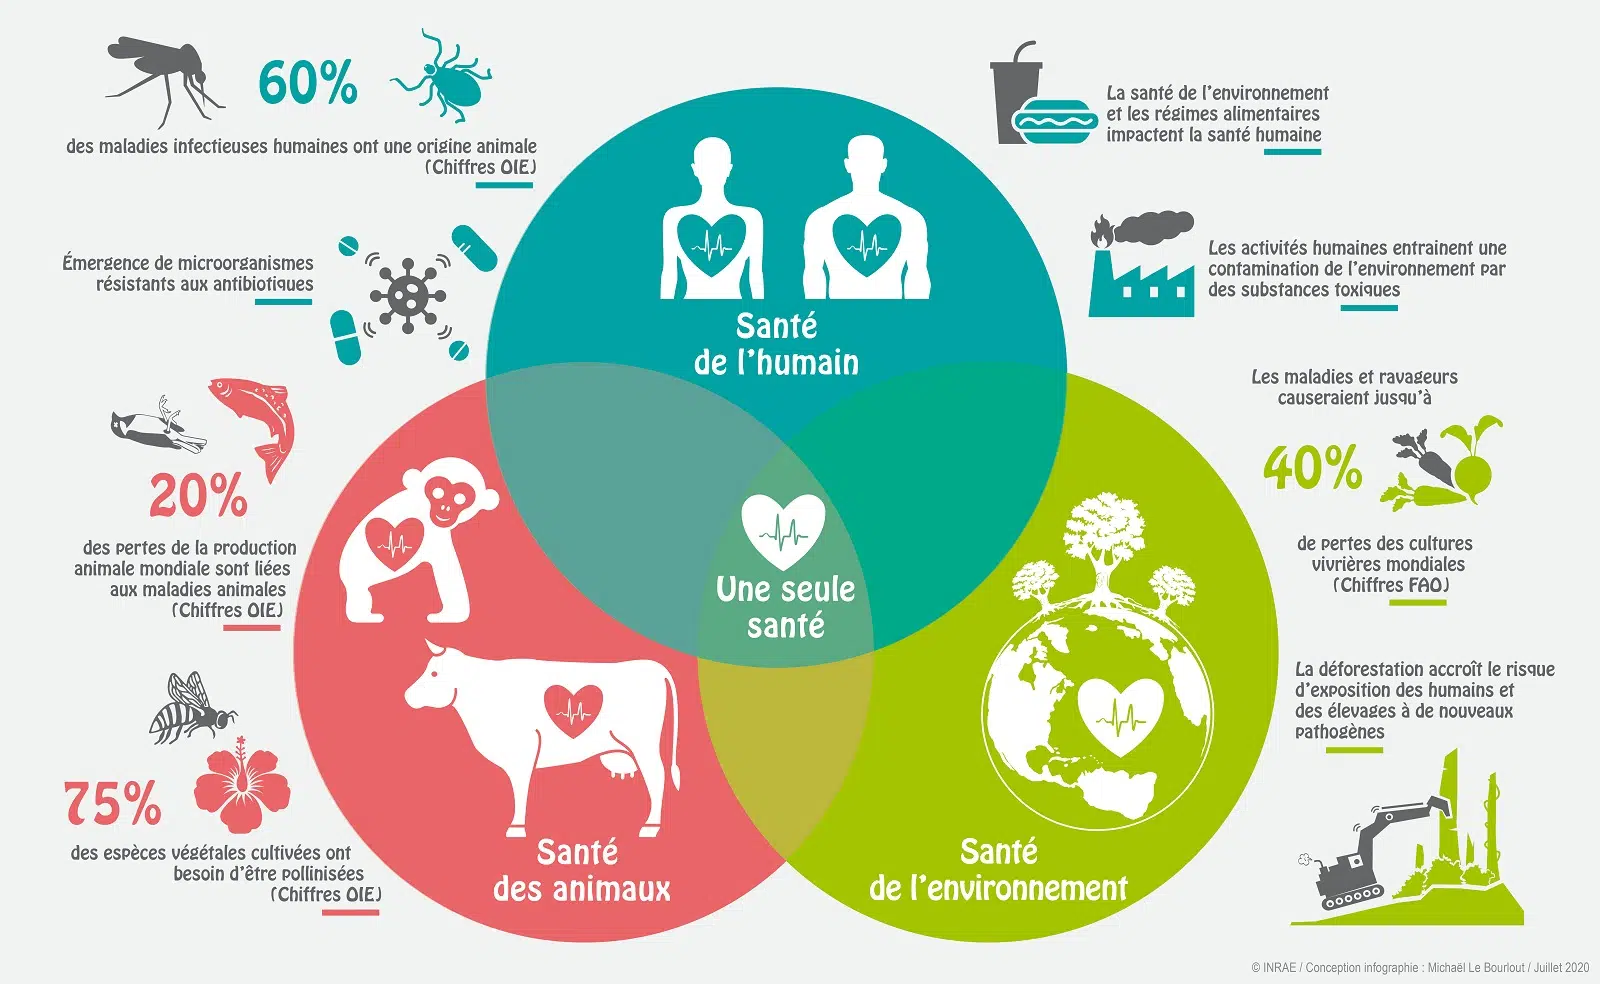 60%
des maladies infectieuses humaines ont une origine animale
(Chiffres OIE)
Émergence de microorganismes
résistants aux antibiotiques
20%
des pertes de la production
animale mondiale sont liées
aux maladies animales
(Chiffres OIE)
75%
des espèces végétales cultivées ont
besoin d'être pollinisées
(Chiffres OIE)
Santé
de l'humain
Une seule
santé
Santé
des animaux
Santé
de l'environnement
La santé de l'environnement
et les régimes alimentaires
impactent la santé humaine
Les activités humaines entrainent une
contamination de l'environnement par
des substances toxiques
Les maladies et ravageurs
causeraient jusqu'à
40%
de pertes des cultures
vivrières mondiales
(Chiffres FAO)
La déforestation accroît le risque
d'exposition des humains et
des élevages à de nouveaux
pathogènes
© INRAE / Conception infographie : Michaël Le Bourlout / Juillet 2020